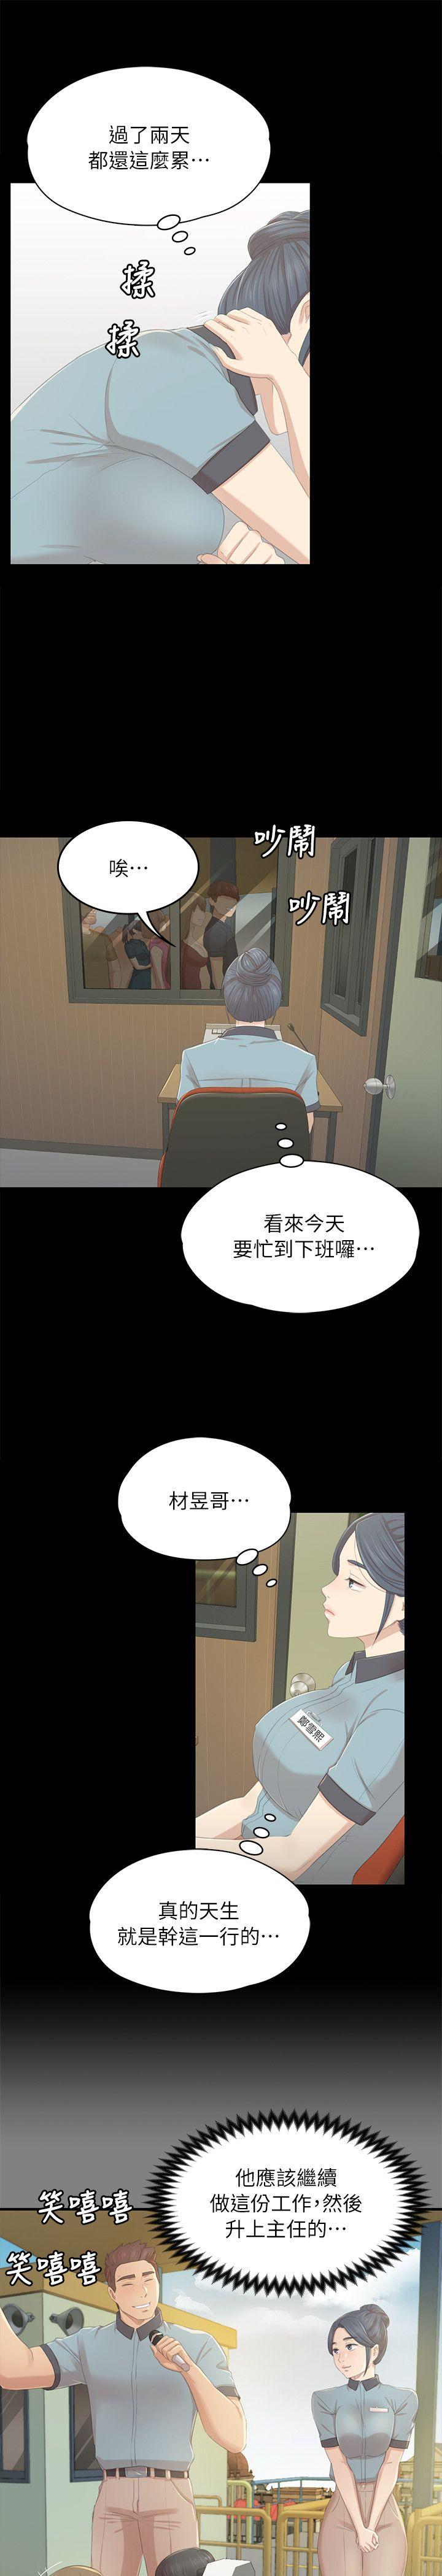 過了兩天
都還這麼累…
揉
揉
唉…
吵鬧
吵鬧
看來今天
要忙到下班囉…
材昱哥…
鄭雪熙
真的天生
就是幹這一行的…
他應該繼續
做這份工作,然後
升上主任的…
笑嘻嘻
笑嘻嘻